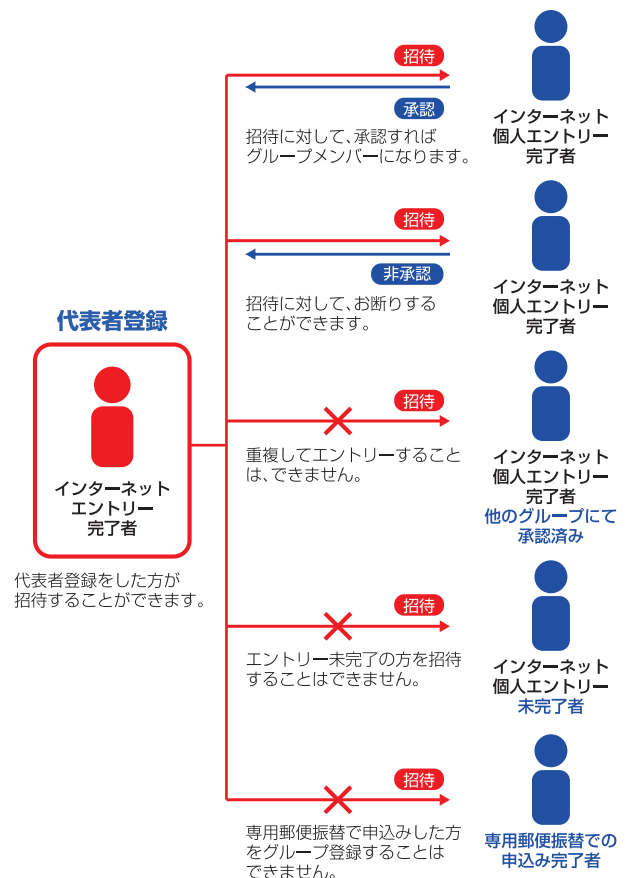 代表者登録
インターネット
エントリー
完了者
代表者登録をした方が
招待することができます。
招待
承認
招待に対して、承認すれば
グループメンバーになります。
インターネット
個人エントリー
完了者
招待
非承認
招待に対して、お断りする
ことができます。
インターネット
個人エントリー
完了者
招待
重複してエントリーすること
は、できません。
インターネット
個人エントリー
完了者
他のグループにて
承認済み
招待
エントリー未完了の方を招待
することはできません。
インターネット
個人エントリー
未完了者
招待
専用郵便振替で申込みした方
をグループ登録することは
できません。
専用郵便振替での
申込み完了者